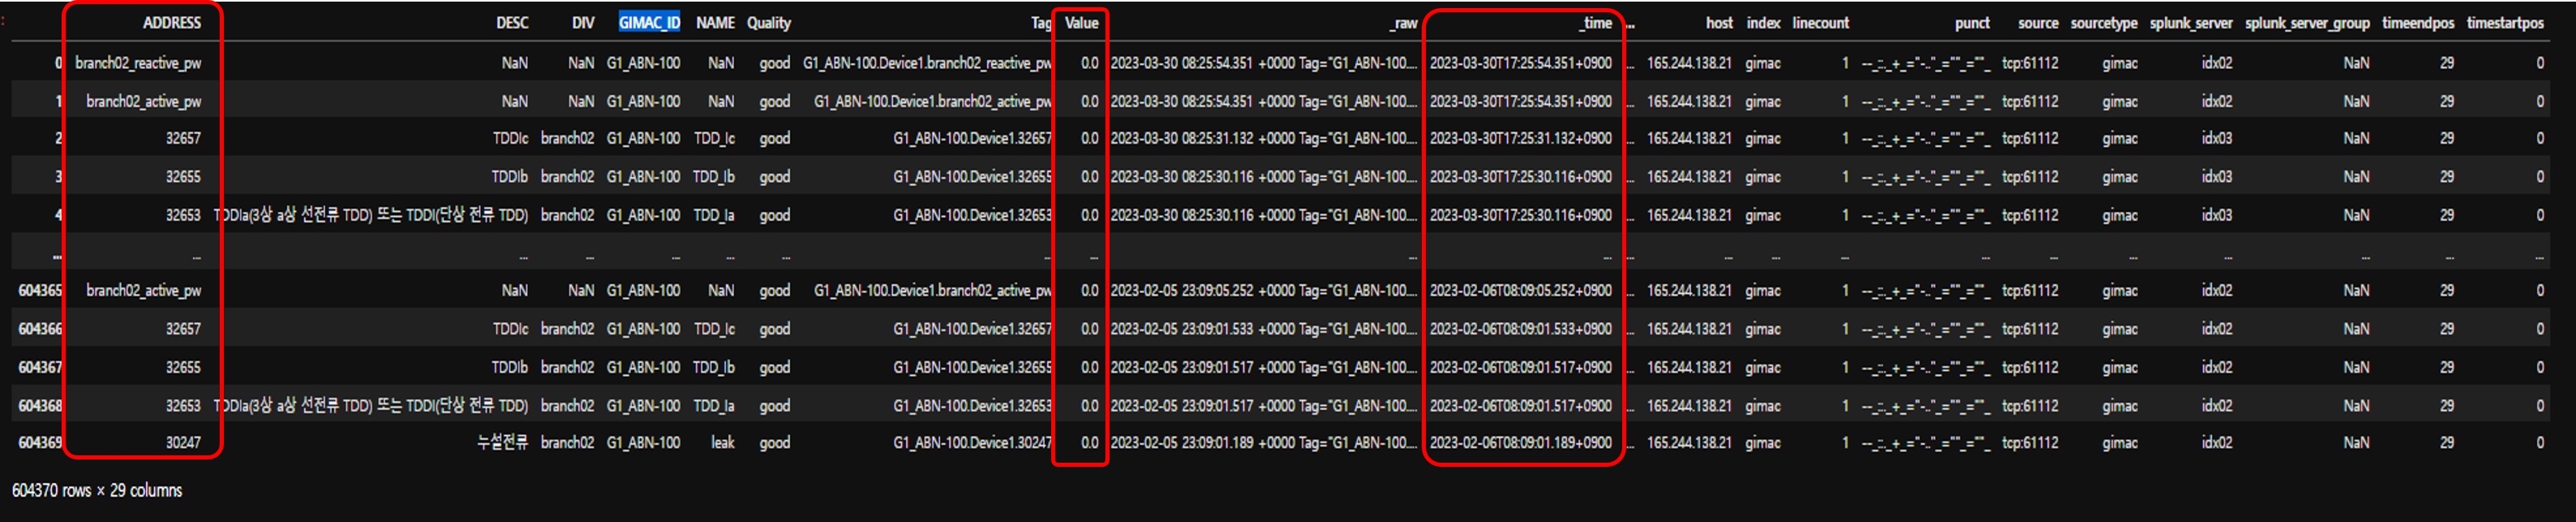 ADDRESS DESC DIV GIMAC_ID NAME Quality Tag Value _raw _time ... host index linecount punct source sourcetype splunk_server splunk_server_group timeendpos timestartpos
0 branch02_reactive_pw NaN NaN G1_ABN-100 NaN good G1_ABN-100.Device1.branch02_reactive_pw 0.0 2023-03-30 08:25:54.351 +0000 Tag="G1_ABN-100.... 2023-03-30T17:25:54.351+0900 ... 165.244.138.21 gimac 1 --_::._+_="-.."_=""_=""_ tcp:61112 gimac idx02 NaN 29 0
1 branch02_active_pw NaN NaN G1_ABN-100 NaN good G1_ABN-100.Device1.branch02_active_pw 0.0 2023-03-30 08:25:54.351 +0000 Tag="G1_ABN-100.... 2023-03-30T17:25:54.351+0900 ... 165.244.138.21 gimac 1 --_::._+_="-.."_=""_=""_ tcp:61112 gimac idx02 NaN 29 0
2 32657 TDDIc branch02 G1_ABN-100 TDD_Ic good G1_ABN-100.Device1.32657 0.0 2023-03-30 08:25:31.132 +0000 Tag="G1_ABN-100.... 2023-03-30T17:25:31.132+0900 ... 165.244.138.21 gimac 1 --_::._+_="-.."_=""_=""_ tcp:61112 gimac idx03 NaN 29 0
3 32655 TDDIb branch02 G1_ABN-100 TDD_Ib good G1_ABN-100.Device1.32655 0.0 2023-03-30 08:25:30.116 +0000 Tag="G1_ABN-100.... 2023-03-30T17:25:30.116+0900 ... 165.244.138.21 gimac 1 --_::._+_="-.."_=""_=""_ tcp:61112 gimac idx03 NaN 29 0
4 32653 TDDIa(3상 a상 선전류 TDD) 또는 TDDI(단상 전류 TDD) branch02 G1_ABN-100 TDD_Ia good G1_ABN-100.Device1.32653 0.0 2023-03-30 08:25:30.116 +0000 Tag="G1_ABN-100.... 2023-03-30T17:25:30.116+0900 ... 165.244.138.21 gimac 1 --_::._+_="-.."_=""_=""_ tcp:61112 gimac idx03 NaN 29 0
... ... ... ... ... ... ... ... ... ... ... ... ... ... ... ... ... ... ... ... ... ...
604365 branch02_active_pw NaN NaN G1_ABN-100 NaN good G1_ABN-100.Device1.branch02_active_pw 0.0 2023-02-05 23:09:05.252 +0000 Tag="G1_ABN-100.... 2023-02-06T08:09:05.252+0900 ... 165.244.138.21 gimac 1 --_::._+_="-.."_=""_=""_ tcp:61112 gimac idx02 NaN 29 0
604366 32657 TDDIc branch02 G1_ABN-100 TDD_Ic good G1_ABN-100.Device1.32657 0.0 2023-02-05 23:09:01.533 +0000 Tag="G1_ABN-100.... 2023-02-06T08:09:01.533+0900 ... 165.244.138.21 gimac 1 --_::._+_="-.."_=""_=""_ tcp:61112 gimac idx02 NaN 29 0
604367 32655 TDDIb branch02 G1_ABN-100 TDD_Ib good G1_ABN-100.Device1.32655 0.0 2023-02-05 23:09:01.517 +0000 Tag="G1_ABN-100.... 2023-02-06T08:09:01.517+0900 ... 165.244.138.21 gimac 1 --_::._+_="-.."_=""_=""_ tcp:61112 gimac idx02 NaN 29 0
604368 32653 TDDIa(3상 a상 선전류 TDD) 또는 TDDI(단상 전류 TDD) branch02 G1_ABN-100 TDD_Ia good G1_ABN-100.Device1.32653 0.0 2023-02-05 23:09:01.517 +0000 Tag="G1_ABN-100.... 2023-02-06T08:09:01.517+0900 ... 165.244.138.21 gimac 1 --_::._+_="-.."_=""_=""_ tcp:61112 gimac idx02 NaN 29 0
604369 30247 누설전류 branch02 G1_ABN-100 leak good G1_ABN-100.Device1.30247 0.0 2023-02-05 23:09:01.189 +0000 Tag="G1_ABN-100.... 2023-02-06T08:09:01.189+0900 ... 165.244.138.21 gimac 1 --_::._+_="-.."_=""_=""_ tcp:61112 gimac idx02 NaN 29 0
604370 rows × 29 columns